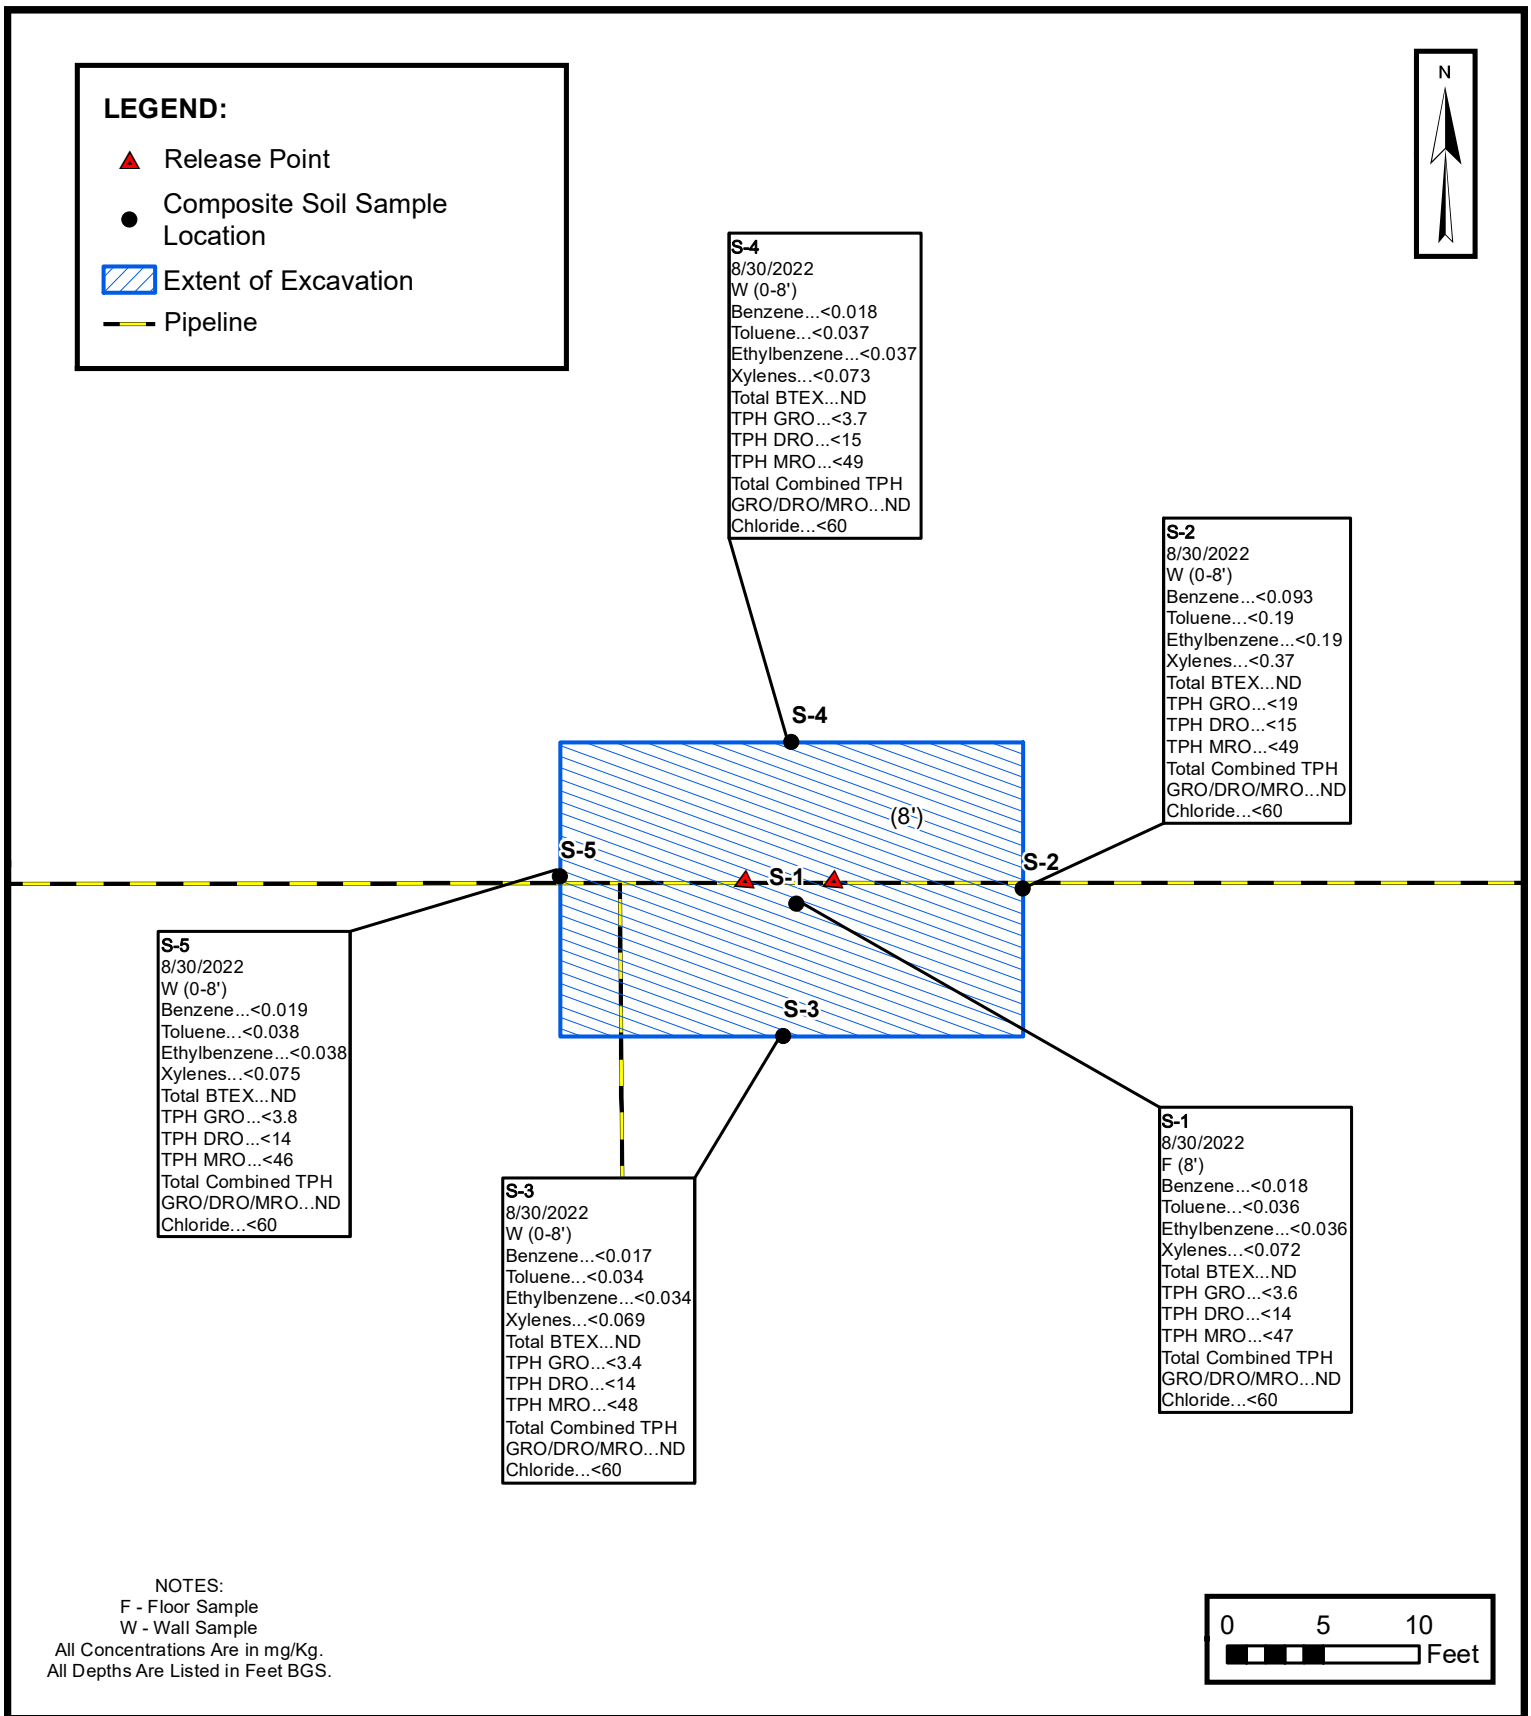 LEGEND:
Release Point
Composite Soil Sample
Location
Extent of Excavation
Pipeline
N
S-4
8/30/2022
W (0-8')
Benzene...<0.018
Toluene...<0.037
Ethylbenzene...<0.037
Xylenes...<0.073
Total BTEX...ND
TPH GRO...<3.7
TPH DRO...<15
TPH MRO...<49
Total Combined TPH
GRO/DRO/MRO...ND
Chloride...<60
S-2
8/30/2022
W (0-8')
Benzene...<0.093
Toluene...<0.19
Ethylbenzene...<0.19
Xylenes...<0.37
Total BTEX...ND
TPH GRO...<19
TPH DRO...<15
TPH MRO...<49
Total Combined TPH
GRO/DRO/MRO...ND
Chloride...<60
S-4
(8')
S-5
S-1
S-2
S-3
S-5
8/30/2022
W (0-8')
Benzene...<0.019
Toluene...<0.038
Ethylbenzene...<0.038
Xylenes...<0.075
Total BTEX...ND
TPH GRO...<3.8
TPH DRO...<14
TPH MRO...<46
Total Combined TPH
GRO/DRO/MRO...ND
Chloride...<60
S-3
8/30/2022
W (0-8')
Benzene...<0.017
Toluene...<0.034
Ethylbenzene...<0.034
Xylenes...<0.069
Total BTEX...ND
TPH GRO...<3.4
TPH DRO...<14
TPH MRO...<48
Total Combined TPH
GRO/DRO/MRO...ND
Chloride...<60
S-1
8/30/2022
F (8')
Benzene...<0.018
Toluene...<0.036
Ethylbenzene...<0.036
Xylenes...<0.072
Total BTEX...ND
TPH GRO...<3.6
TPH DRO...<14
TPH MRO...<47
Total Combined TPH
GRO/DRO/MRO...ND
Chloride...<60
NOTES:
F - Floor Sample
W - Wall Sample
All Concentrations Are in mg/Kg.
All Depths Are Listed in Feet BGS.
0 5 10
Feet